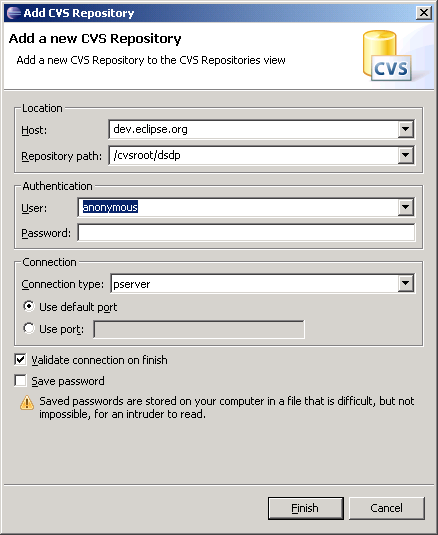 Add CVS Repository
Add a new CVS Repository
Add a new CVS Repository to the CVS Repositories view
CVS
Location
Host: dev.eclipse.org
Repository path: /cvsroot/dsdp
Authentication
User: anonymous
Password:
Connection
Connection type: pserver
Use default port
Use port:
Validate connection on finish
Save password
Saved passwords are stored on your computer in a file that is difficult, but not
impossible, for an intruder to read.
Finish Cancel